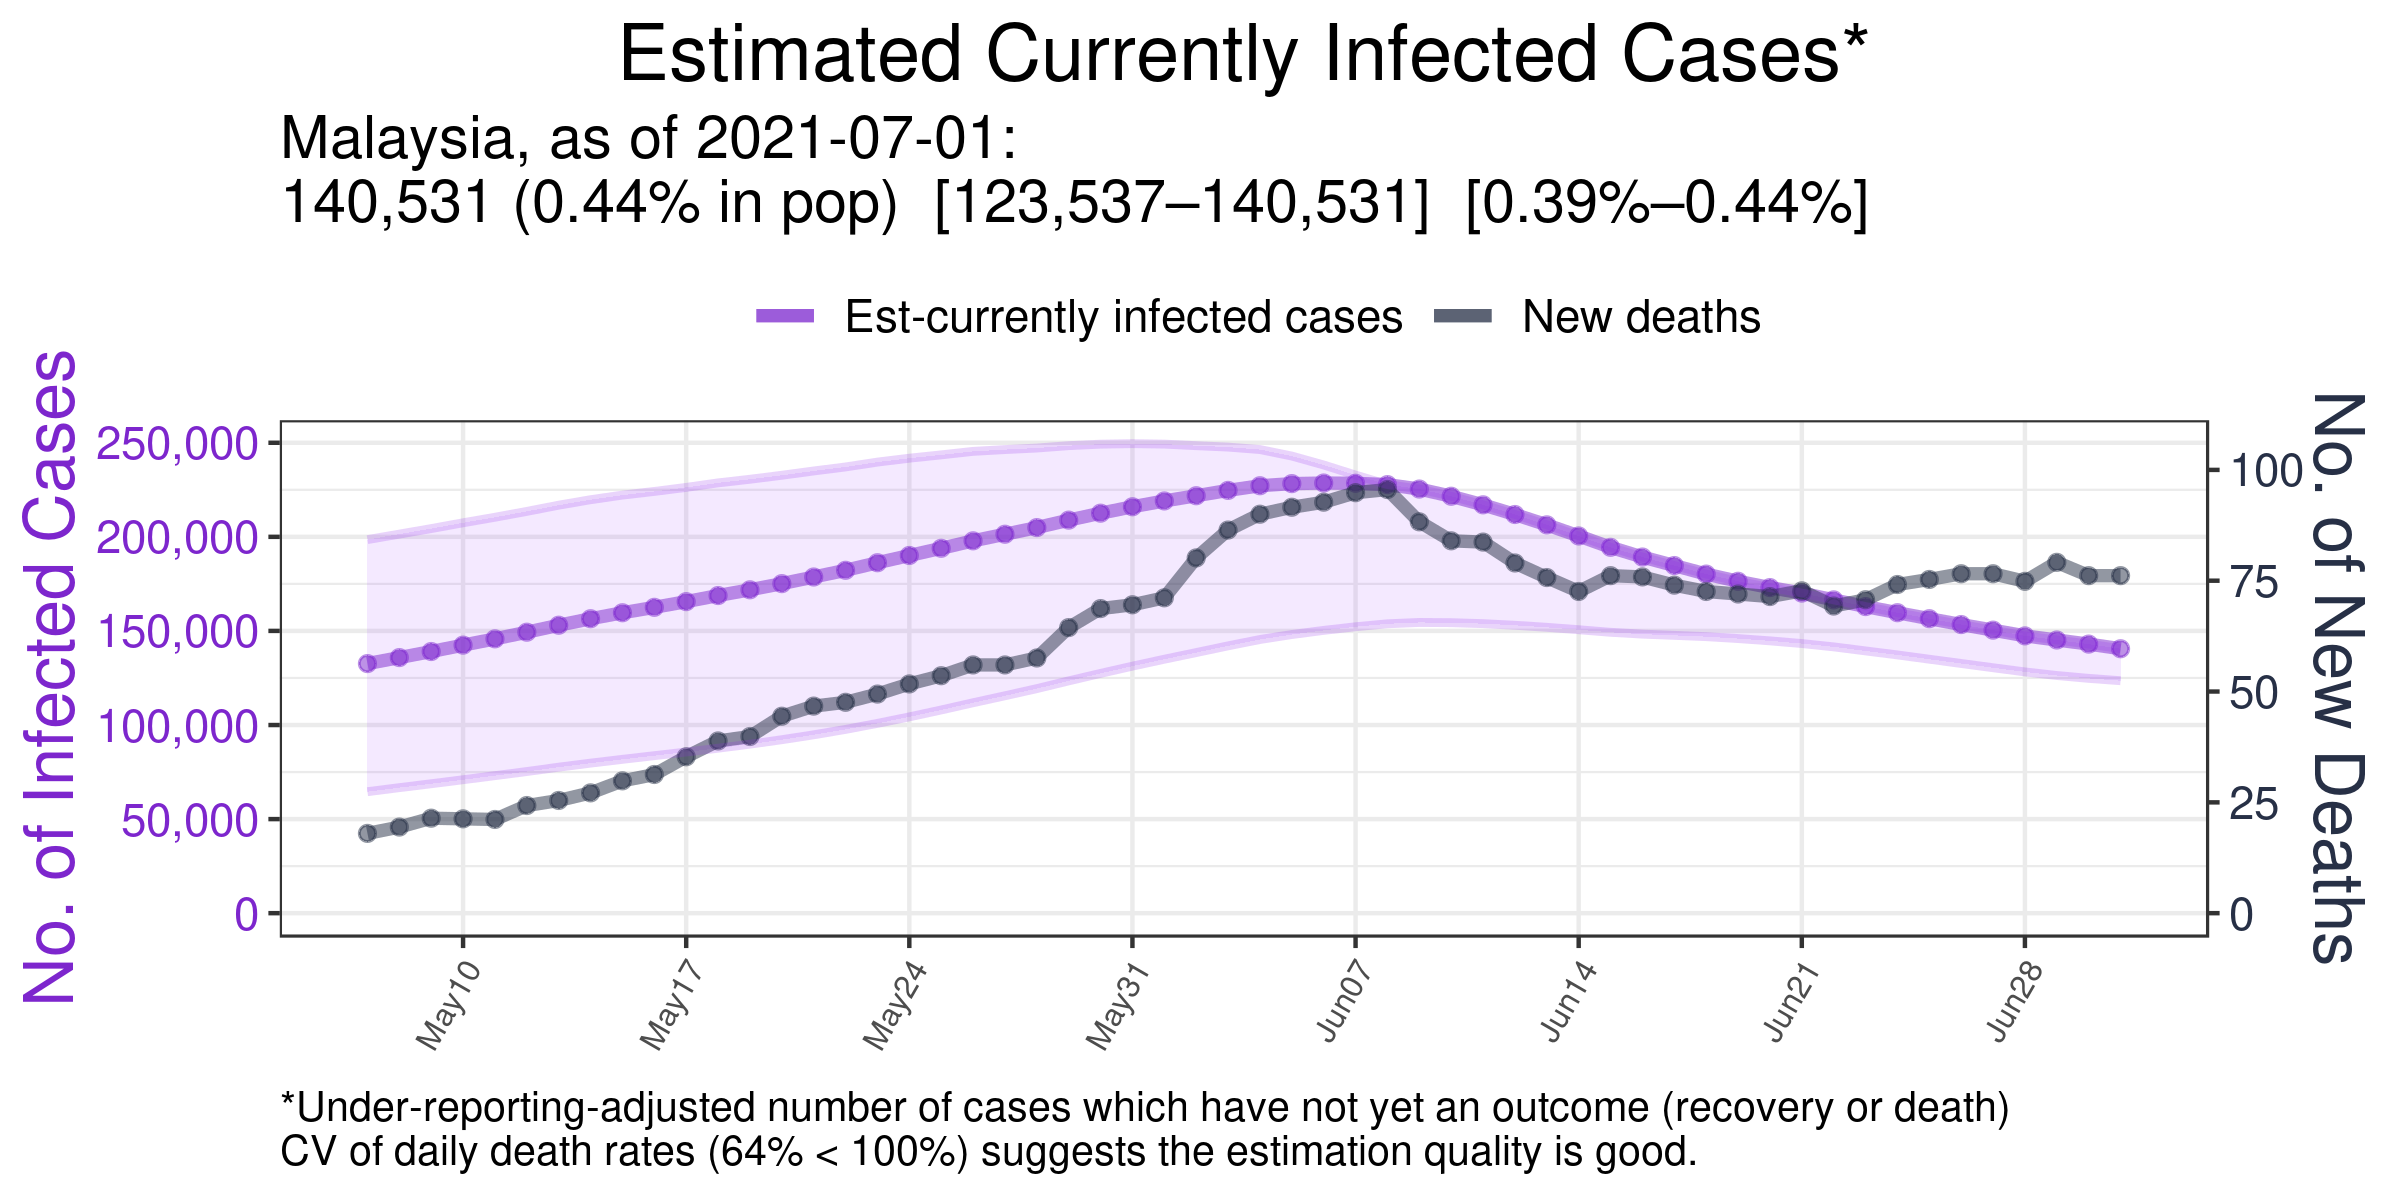 Estimated Currently Infected Cases*
Malaysia, as of 2021-07-01:
140,531 (0.44% in pop)  [123,537–140,531]  [0.39%–0.44%]
Est-currently infected cases
New deaths
No. of Infected Cases
250,000
200,000
150,000
100,000
50,000
0
100
75
50
25
0
No. of New Deaths
May10
May17
May24
May31
Jun07
Jun14
Jun21
Jun28
*Under-reporting-adjusted number of cases which have not yet an outcome (recovery or death)
CV of daily death rates (64% < 100%) suggests the estimation quality is good.